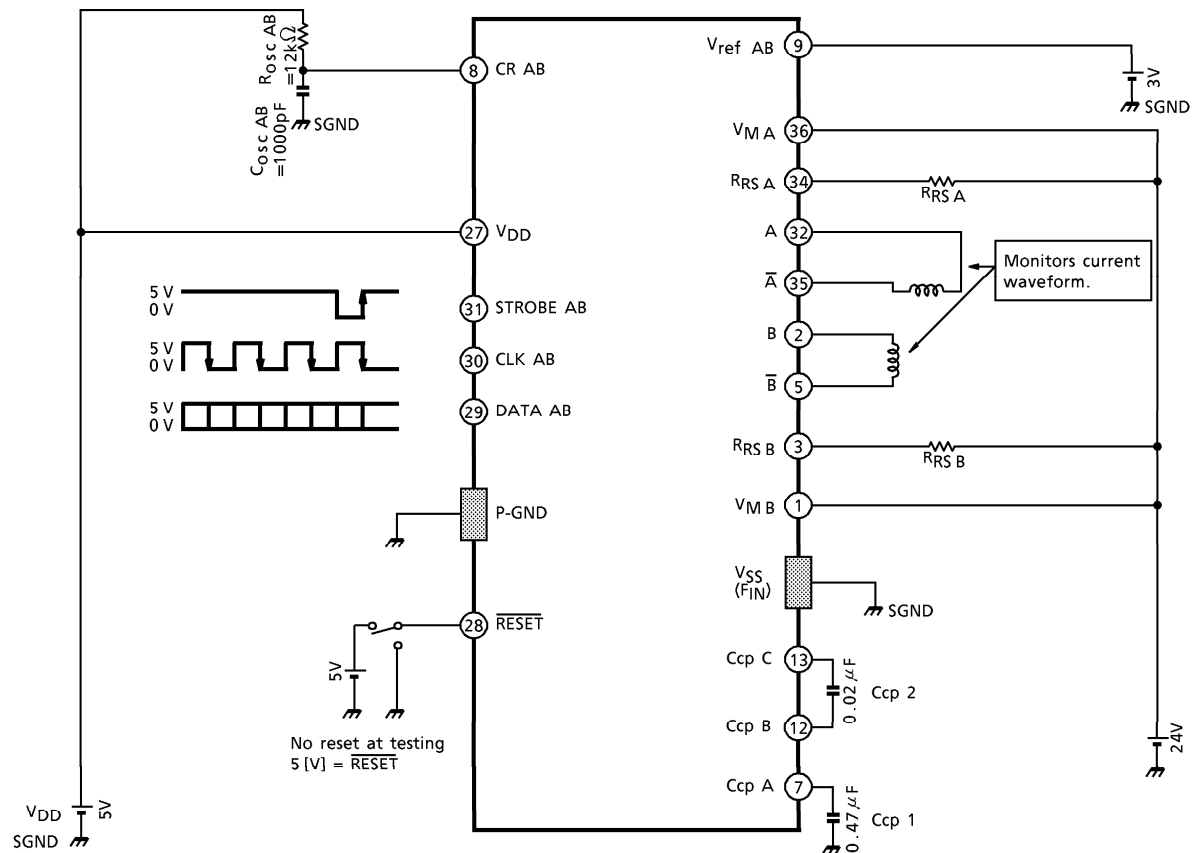 Rosc AB
=12kΩ
Cosc AB
=1000pF
SGND
8
CR AB
27
VDD
5 V
0 V
31
STROBE AB
5 V
0 V
30
CLK AB
5 V
0 V
29
DATA AB
P-GND
28
R̅E̅S̅E̅T̅
5V
No reset at testing
5 [V] = R̅E̅S̅E̅T̅
VDD
5V
SGND
Vref AB
9
3V
SGND
VM A
36
RRS A
34
RRS A
A
32
A̅
35
Monitors current
waveform.
B
2
B̅
5
RRS B
3
RRS B
VM B
1
VSS
(FIN)
SGND
Ccp C
13
0.02 μF
Ccp 2
Ccp B
12
24V
Ccp A
7
0.47 μF
Ccp 1